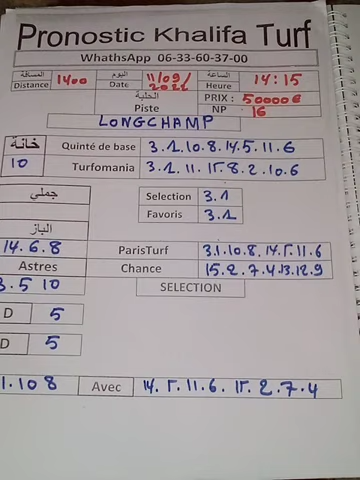 Pronostic Khalifa Turf
WhathsApp 06-33-60-37-00
المسافة Distance 1400 اليوم Date 11/09/ الساعة Heure 14:15
الحلبة Piste PRIX : 50000€
NP 16
LONGCHAMP
خانة Quinté de base 3.1.10.8.14.5.11.6
10 Turfomania 3.1.11.15.8.2.10.6
جملي Selection 3.1
Favoris 3.1
الباز
14.6.8 ParisTurf 3.1.10.8.14.5.11.6
Astres Chance 15.2.7.4.13.12.9
3.5 10 SELECTION
D 5
D 5
1.108 Avec 14.5.11.6.15.2.7.4